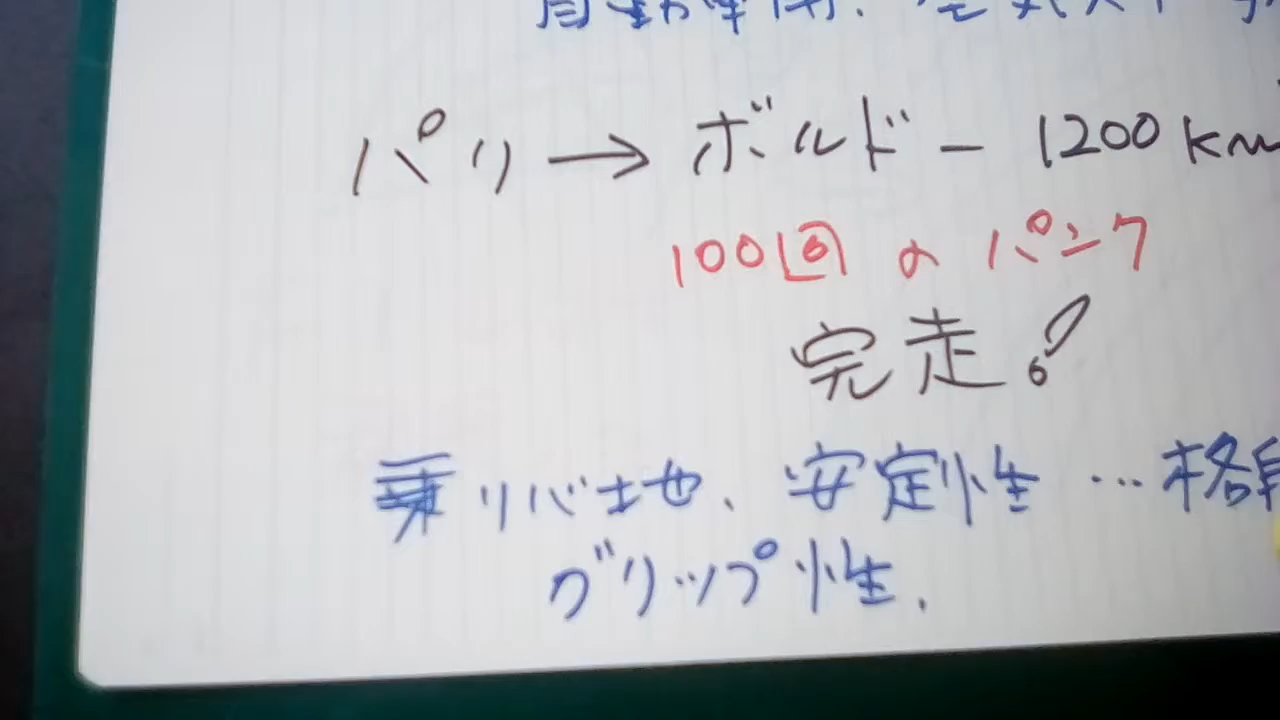 パリ → ボルドー 1200km
100回のパンク
完走!
乗りバ地、安定性…格
グリップ性、